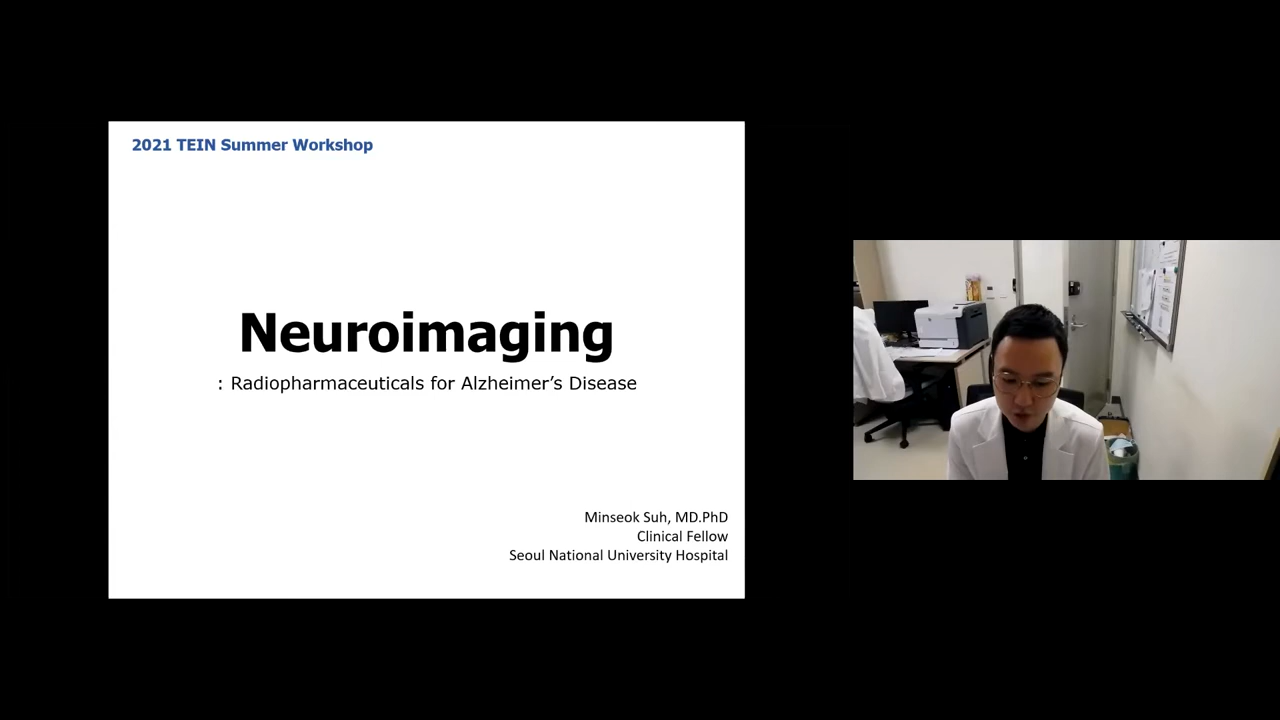 2021 TEIN Summer Workshop
Neuroimaging
: Radiopharmaceuticals for Alzheimer’s Disease
Minseok Suh, MD.PhD
Clinical Fellow
Seoul National University Hospital